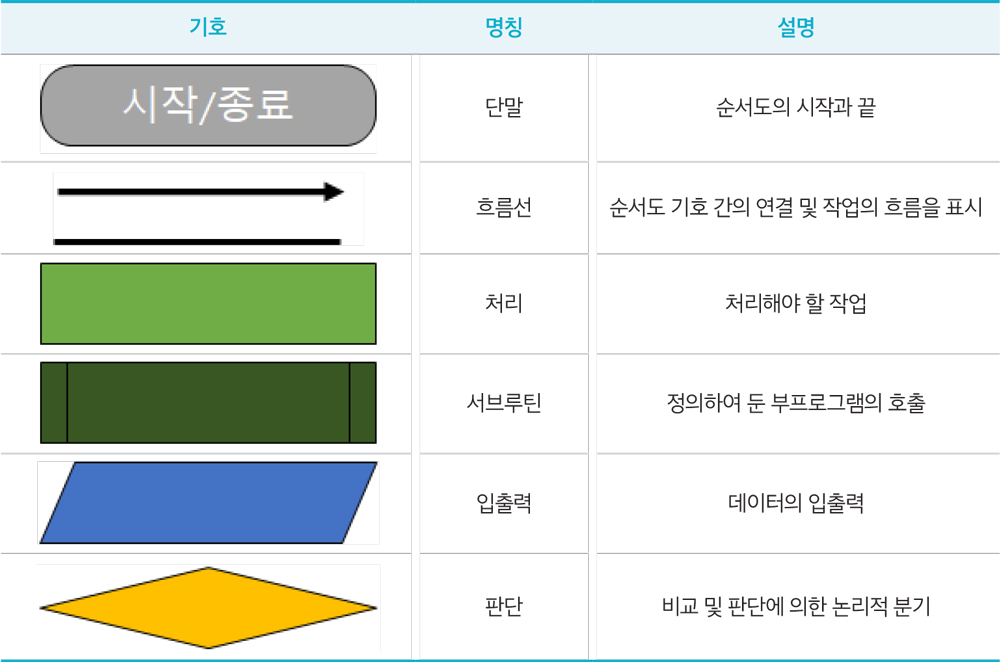 기호 명칭 설명
시작/종료 단말 순서도의 시작과 끝
흐름선 순서도 기호 간의 연결 및 작업의 흐름을 표시
처리 처리해야 할 작업
서브루틴 정의하여 둔 부프로그램의 호출
입출력 데이터의 입출력
판단 비교 및 판단에 의한 논리적 분기